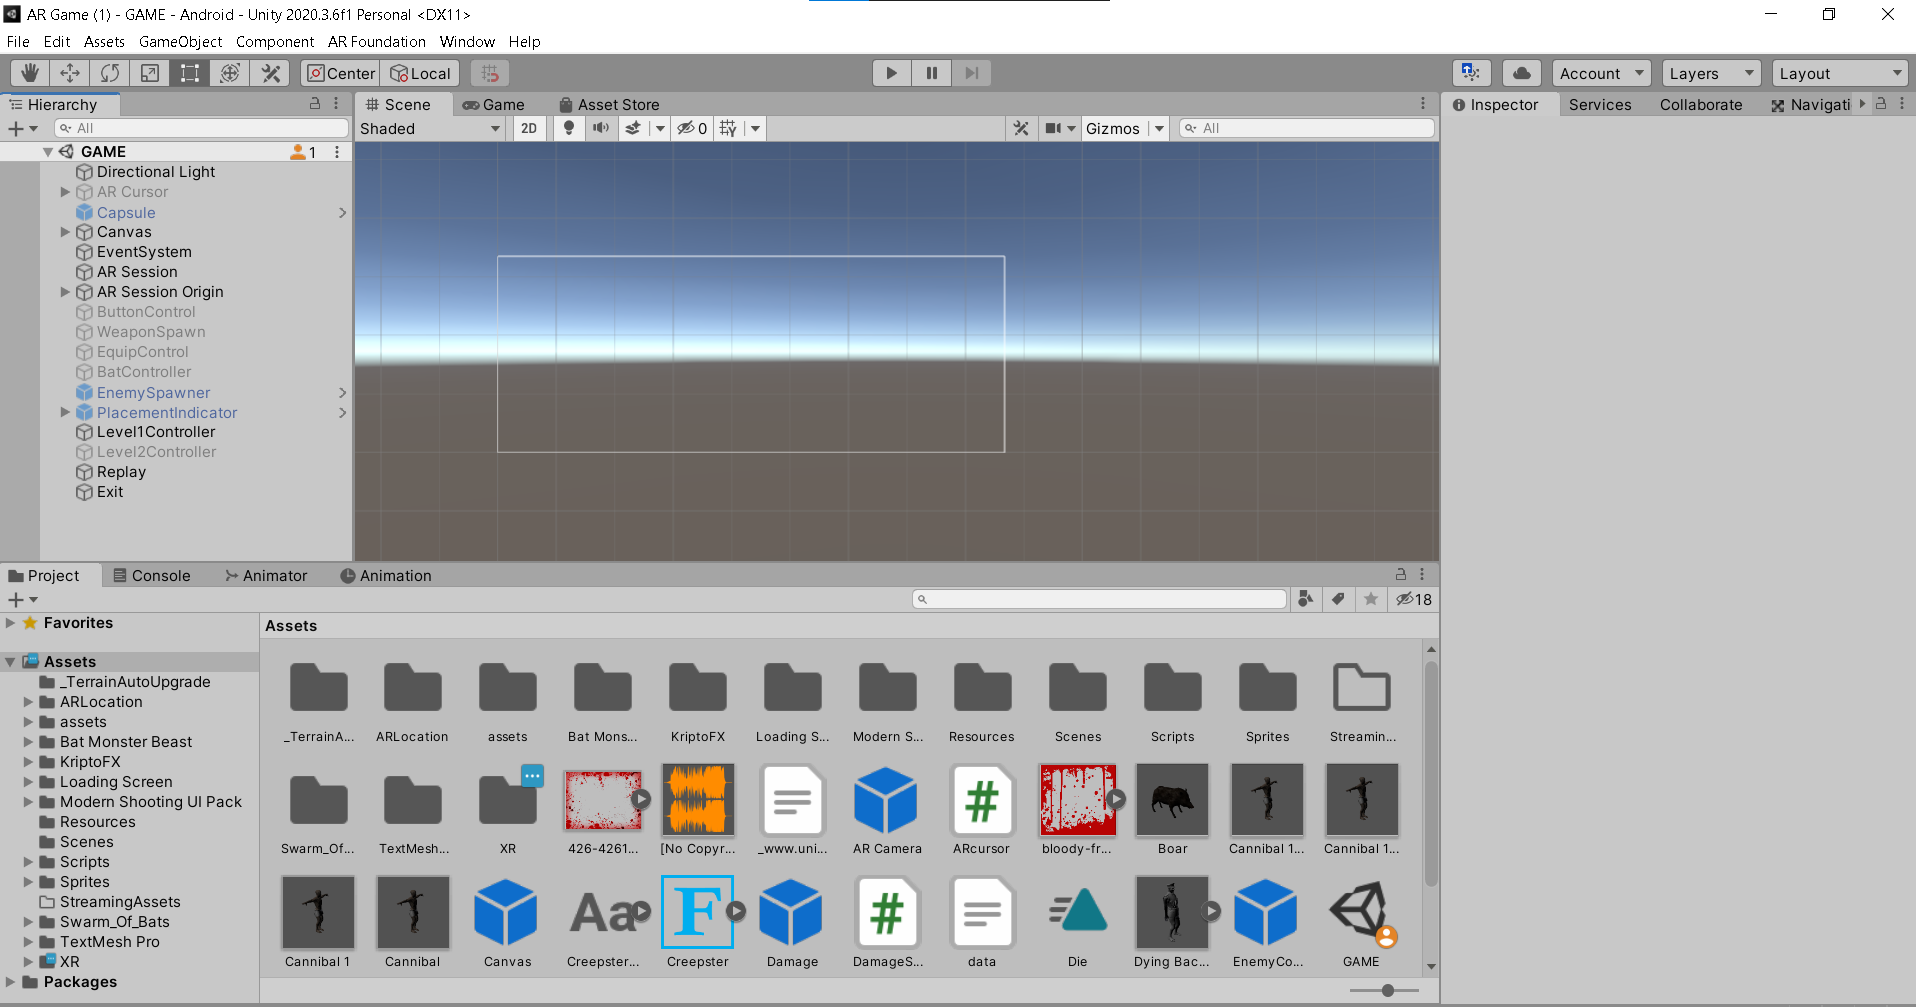 AR Game (1) - GAME - Android - Unity 2020.3.6f1 Personal <DX11>
File Edit Assets GameObject Component AR Foundation Window Help
Center Local Account Layers Layout
Hierarchy
All
GAME 1
Directional Light
AR Cursor
Capsule
Canvas
EventSystem
AR Session
AR Session Origin
ButtonControl
WeaponSpawn
EquipControl
BatController
EnemySpawner
PlacementIndicator
Level1Controller
Level2Controller
Replay
Exit
Scene Game Asset Store
Shaded 2D 0 Gizmos All
Inspector Services Collaborate Navigati
Project Console Animator Animation
18
Favorites
Assets
_TerrainAutoUpgrade
ARLocation
assets
Bat Monster Beast
KriptoFX
Loading Screen
Modern Shooting UI Pack
Resources
Scenes
Scripts
Sprites
StreamingAssets
Swarm_Of_Bats
TextMesh Pro
XR
Packages
Assets
_TerrainA... ARLocation assets Bat Mons... KriptoFX Loading S... Modern S... Resources Scenes Scripts Sprites Streamin...
Swarm_Of... TextMesh... XR 426-4261... [No Copyr... _www.uni... AR Camera ARcursor bloody-fr... Boar Cannibal 1... Cannibal 1...
Aa F
Cannibal 1 Cannibal Canvas Creepster... Creepster Damage DamageS... data Die Dying Bac... EnemyCo... GAME